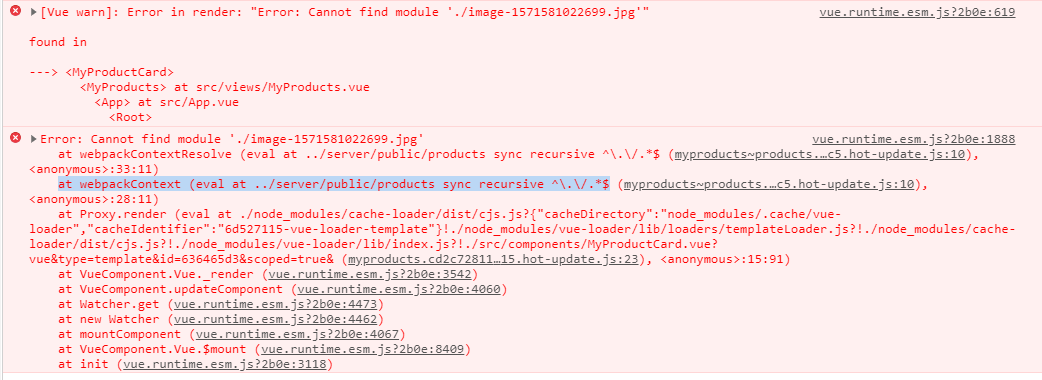 [Vue warn]: Error in render: "Error: Cannot find module './image-1571581022699.jpg'" vue.runtime.esm.js?2b0e:619
found in
---> <MyProductCard>
<MyProducts> at src/views/MyProducts.vue
<App> at src/App.vue
<Root>
Error: Cannot find module './image-1571581022699.jpg' vue.runtime.esm.js?2b0e:1888
at webpackContextResolve (eval at ../server/public/products sync recursive ^\.\/.*$ (myproducts~products.…c5.hot-update.js:10),
<anonymous>:33:11)
at webpackContext (eval at ../server/public/products sync recursive ^\.\/.*$ (myproducts~products.…c5.hot-update.js:10),
<anonymous>:28:11)
at Proxy.render (eval at ./node_modules/cache-loader/dist/cjs.js?{"cacheDirectory":"node_modules/.cache/vue-
loader","cacheIdentifier":"6d527115-vue-loader-template"}!./node_modules/vue-loader/lib/loaders/templateLoader.js?!./node_modules/cache-
loader/dist/cjs.js?!./node_modules/vue-loader/lib/index.js?!./src/components/MyProductCard.vue?
vue&type=template&id=636465d3&scoped=true& (myproducts.cd2c72811…15.hot-update.js:23), <anonymous>:15:91)
at VueComponent.Vue._render (vue.runtime.esm.js?2b0e:3542)
at VueComponent.updateComponent (vue.runtime.esm.js?2b0e:4060)
at Watcher.get (vue.runtime.esm.js?2b0e:4473)
at new Watcher (vue.runtime.esm.js?2b0e:4462)
at mountComponent (vue.runtime.esm.js?2b0e:4067)
at VueComponent.Vue.$mount (vue.runtime.esm.js?2b0e:8409)
at init (vue.runtime.esm.js?2b0e:3118)